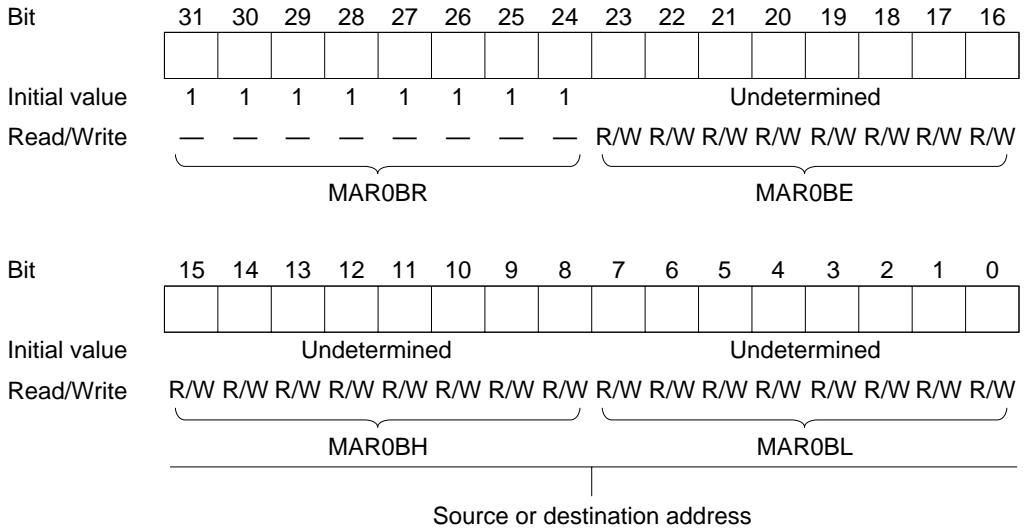 Bit 31 30 29 28 27 26 25 24 23 22 21 20 19 18 17 16
Initial value 1 1 1 1 1 1 1 1 Undetermined
Read/Write — — — — — — — — R/W R/W R/W R/W R/W R/W R/W R/W
MAR0BR MAR0BE
Bit 15 14 13 12 11 10 9 8 7 6 5 4 3 2 1 0
Initial value Undetermined Undetermined
Read/Write R/W R/W R/W R/W R/W R/W R/W R/W R/W R/W R/W R/W R/W R/W R/W R/W
MAR0BH MAR0BL
Source or destination address